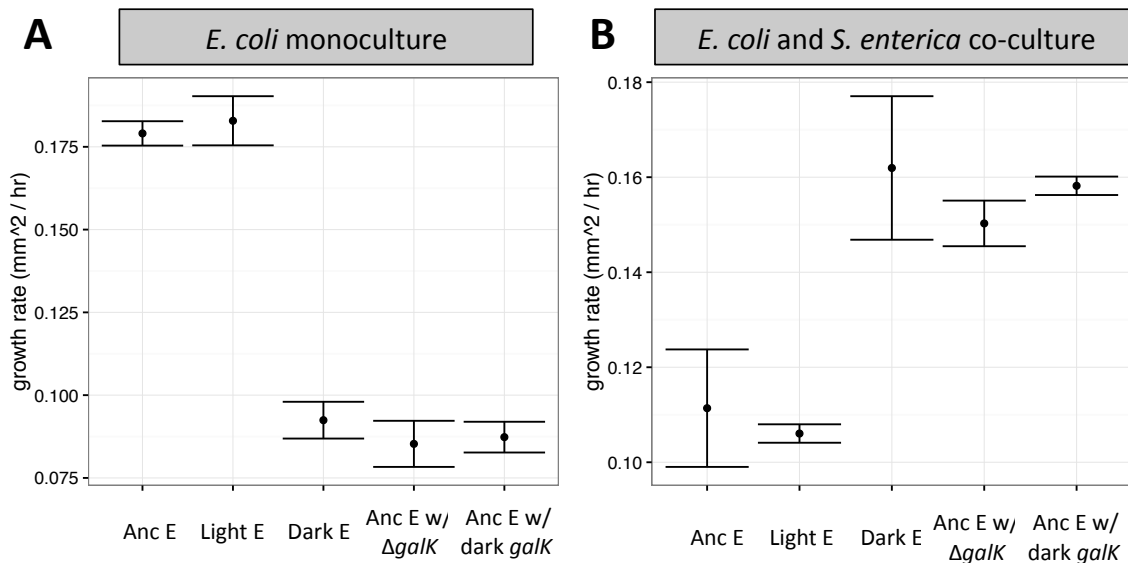 A
E. coli monoculture
growth rate (mm^2 / hr)
0.175
0.150
0.125
0.100
0.075
Anc E
Light E
Dark E
Anc E w/
ΔgalK
Anc E w/
dark galK
B
E. coli and S. enterica co-culture
growth rate (mm^2 / hr)
0.18
0.16
0.14
0.12
0.10
Anc E
Light E
Dark E
Anc E w/
ΔgalK
Anc E w/
dark galK